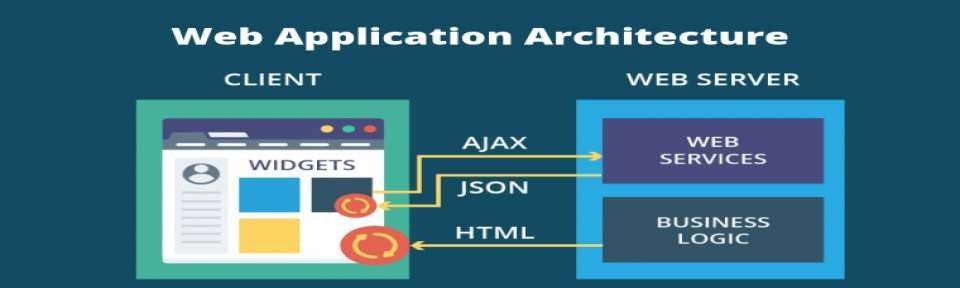 Web Application Architecture
CLIENT
WEB SERVER
WIDGETS
AJAX
JSON
HTML
WEB
SERVICES
BUSINESS
LOGIC